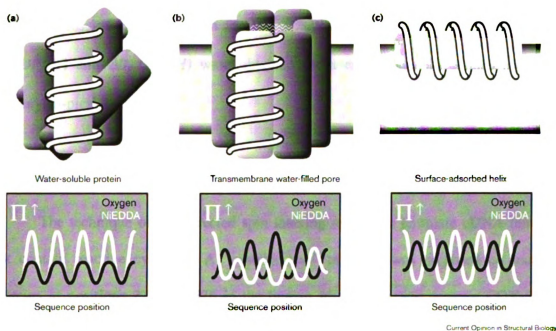 (a)
(b)
(c)
Water-soluble protein
Transmembrane water-filled pore
Surface-adsorbed helix
Π↑
Oxygen
NiEDDA
Π↑
Oxygen
NiEDDA
Π↑
Oxygen
NiEDDA
Sequence position
Sequence position
Sequence position
Current Opinion in Structural Biology